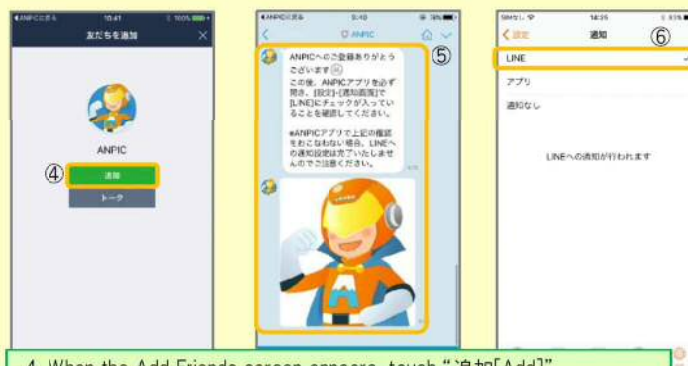 ANPICに戻る 10:41 100%
友だちを追加 ×
ANPIC
④ 追加
トーク
ANPICに戻る
ANPIC
⑤
ANPICへのご登録ありがとう
ございます
この後、ANPICアプリを必ず
開き、[設定]-[通知画面]で
[LINE]にチェックが入ってい
ることを確認してください。
※ANPICアプリで上記の確認
をおこなわない場合、LINEへ
の通知設定は完了いたしませ
んのでご注意ください。
SIMなし 14:25 83%
設定 通知 ⑥
LINE
アプリ
通知なし
LINEへの通知が行われます
4. When the Add Friends screen appears, touch “追加[Add]”